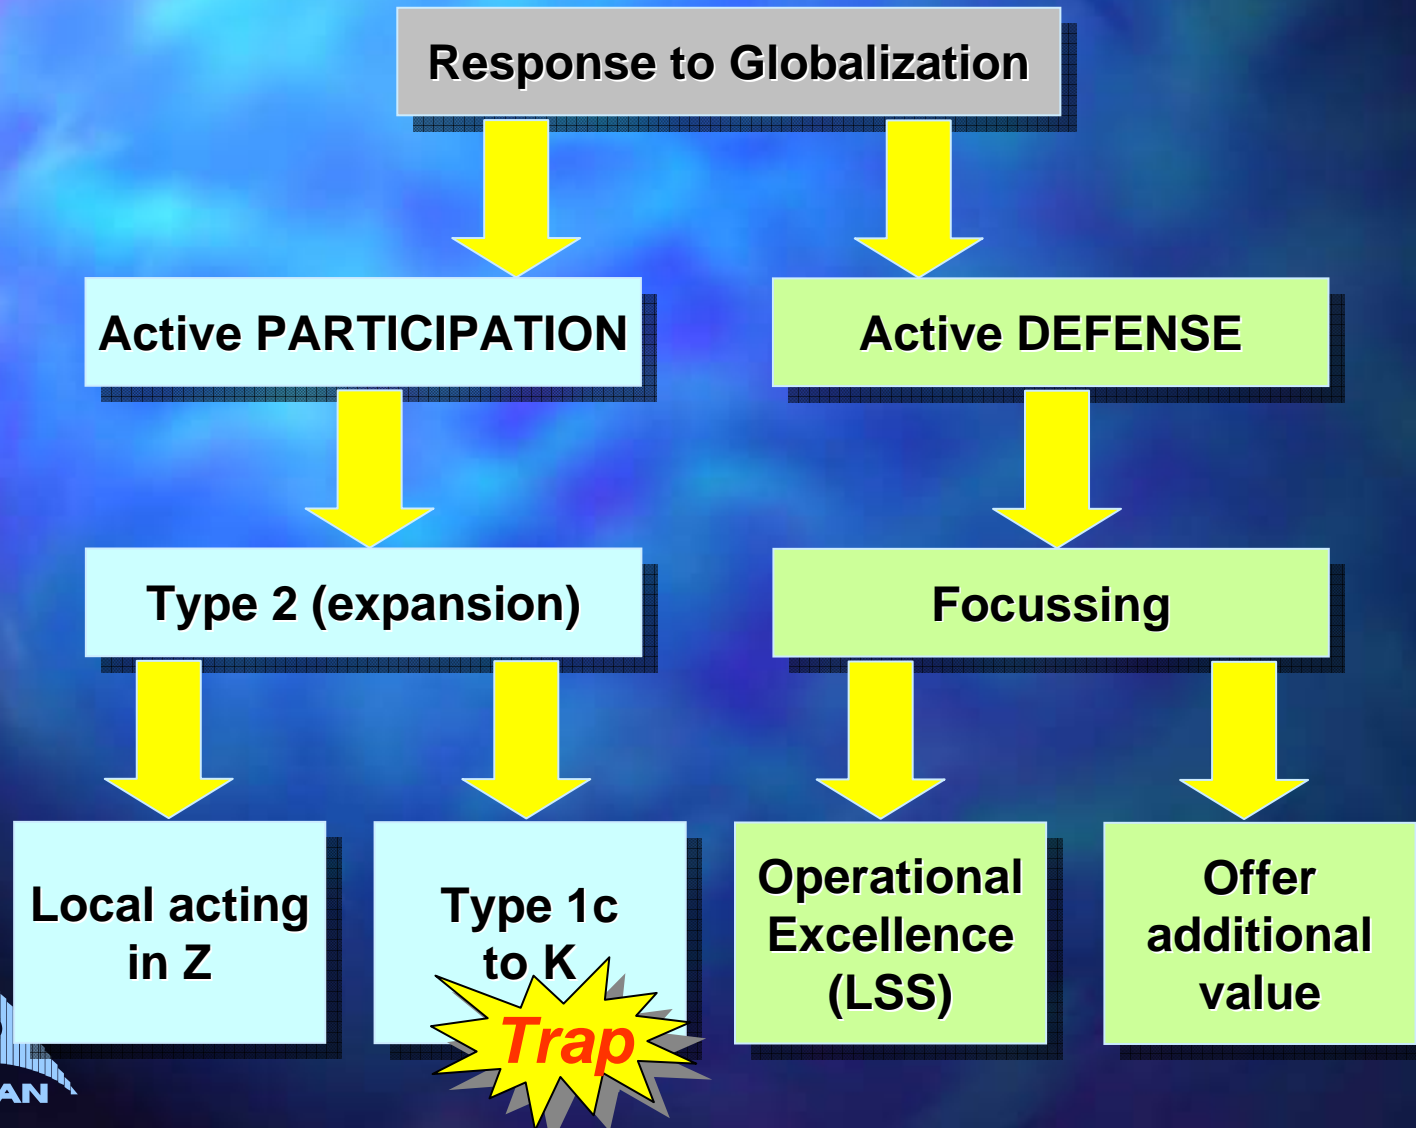 Response to Globalization
Active PARTICIPATION
Active DEFENSE
Type 2 (expansion)
Focussing
Local acting
in Z
Type 1c
to K
Trap
Operational
Excellence
(LSS)
Offer
additional
value